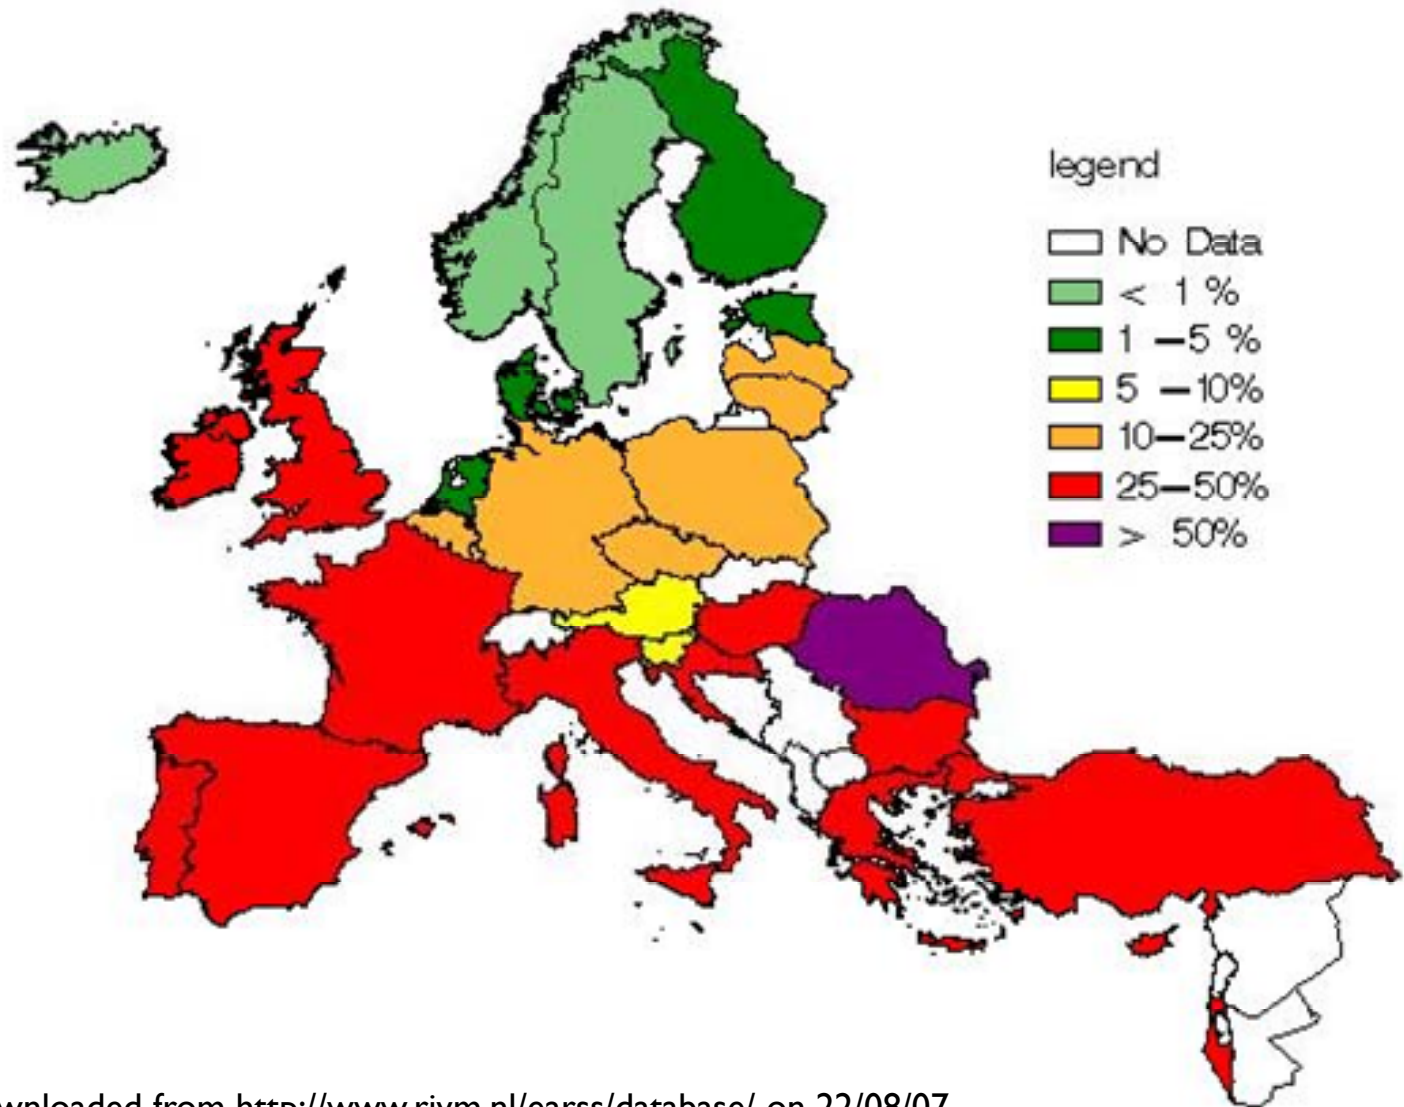 legend
No Data
< 1 %
1 –5 %
5 –10%
10–25%
25–50%
> 50%
wnloaded from http://www.rivm.nl/earss/database/ on 22/08/07